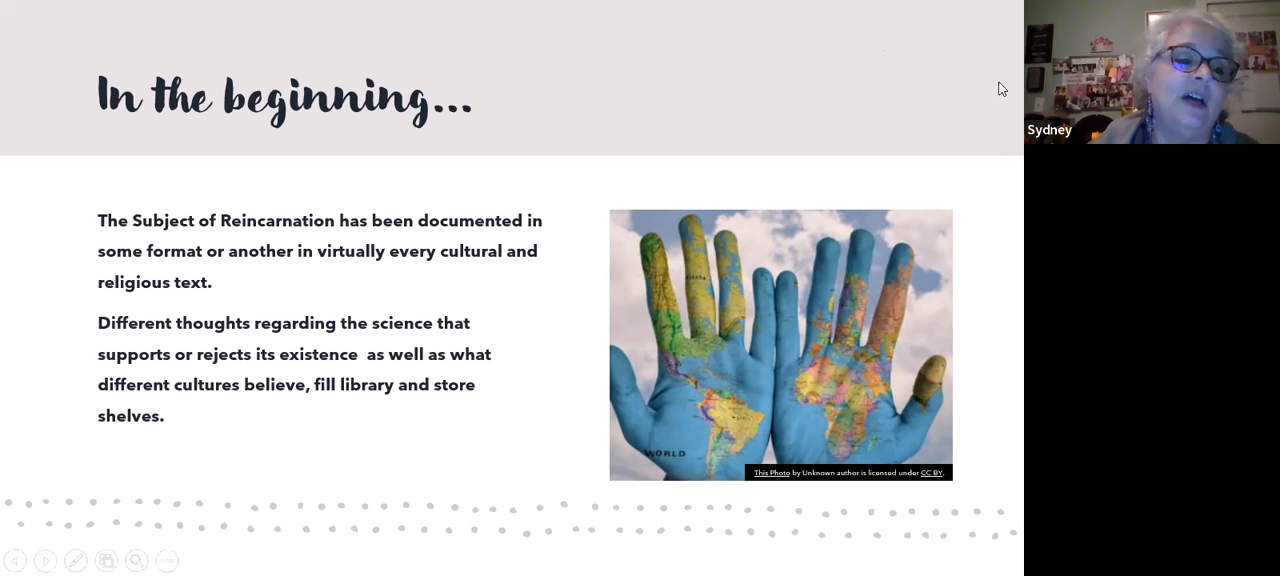 In the beginning...
The Subject of Reincarnation has been documented in
some format or another in virtually every cultural and
religious text.
Different thoughts regarding the science that
supports or rejects its existence  as well as what
different cultures believe, fill library and store
shelves.
WORLD
This Photo by Unknown author is licensed under CC BY.
Sydney